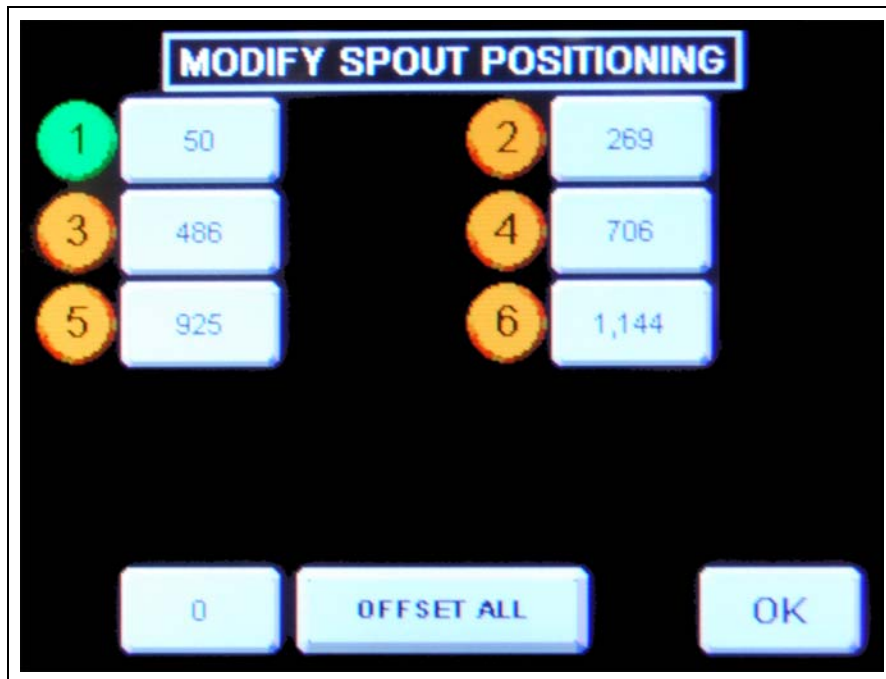 MODIFY SPOUT POSITIONING
1 50 2 269
3 486 4 706
5 925 6 1,144
0 OFFSET ALL OK